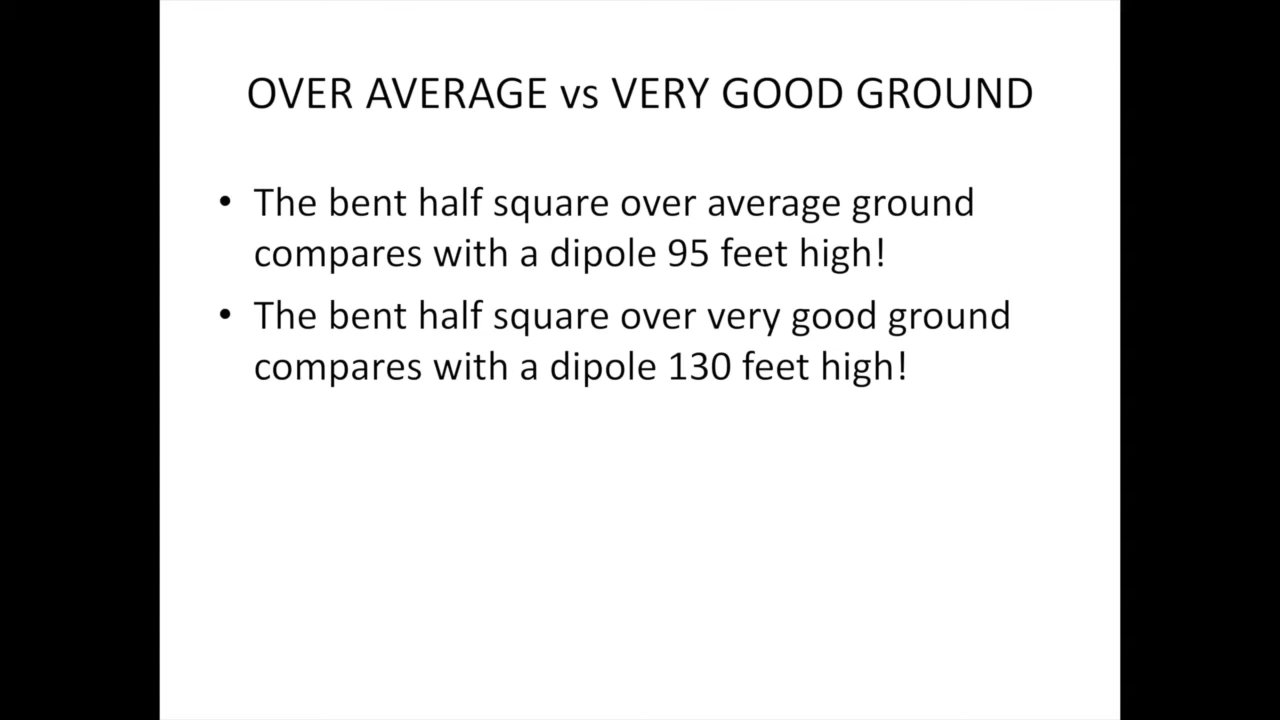 OVER AVERAGE vs VERY GOOD GROUND
• The bent half square over average ground
compares with a dipole 95 feet high!
• The bent half square over very good ground
compares with a dipole 130 feet high!